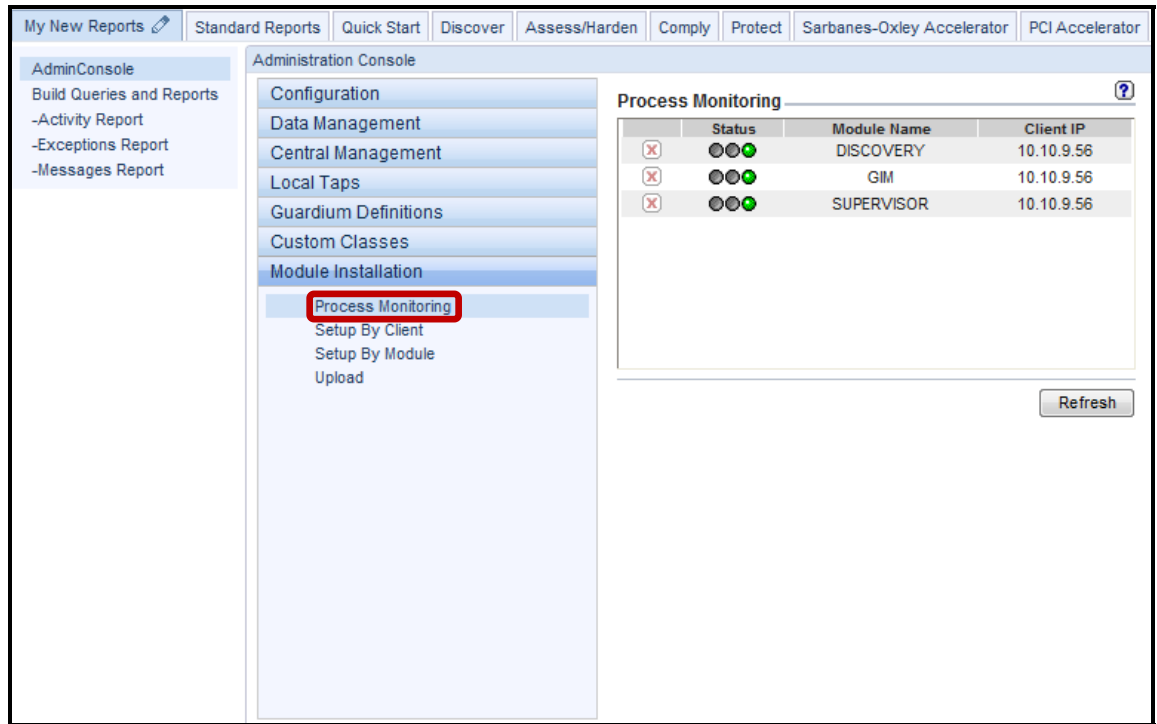 My New Reports
Standard Reports
Quick Start
Discover
Assess/Harden
Comply
Protect
Sarbanes-Oxley Accelerator
PCI Accelerator
AdminConsole
Build Queries and Reports
-Activity Report
-Exceptions Report
-Messages Report
Administration Console
Configuration
Data Management
Central Management
Local Taps
Guardium Definitions
Custom Classes
Module Installation
Process Monitoring
Setup By Client
Setup By Module
Upload
Process Monitoring
?
Status Module Name Client IP
X DISCOVERY 10.10.9.56
X GIM 10.10.9.56
X SUPERVISOR 10.10.9.56
Refresh